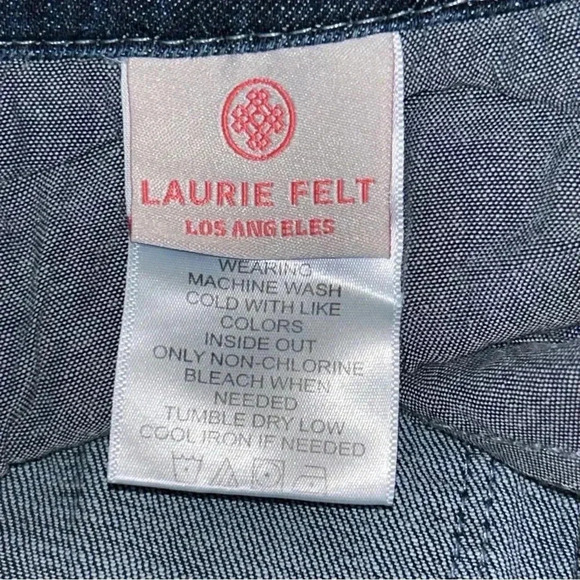 LAURIE FELT
LOS ANGELES
WEARING
MACHINE WASH
COLD WITH LIKE
COLORS
INSIDE OUT
ONLY NON-CHLORINE
BLEACH WHEN
NEEDED
TUMBLE DRY LOW
COOL IRON IF NEEDED